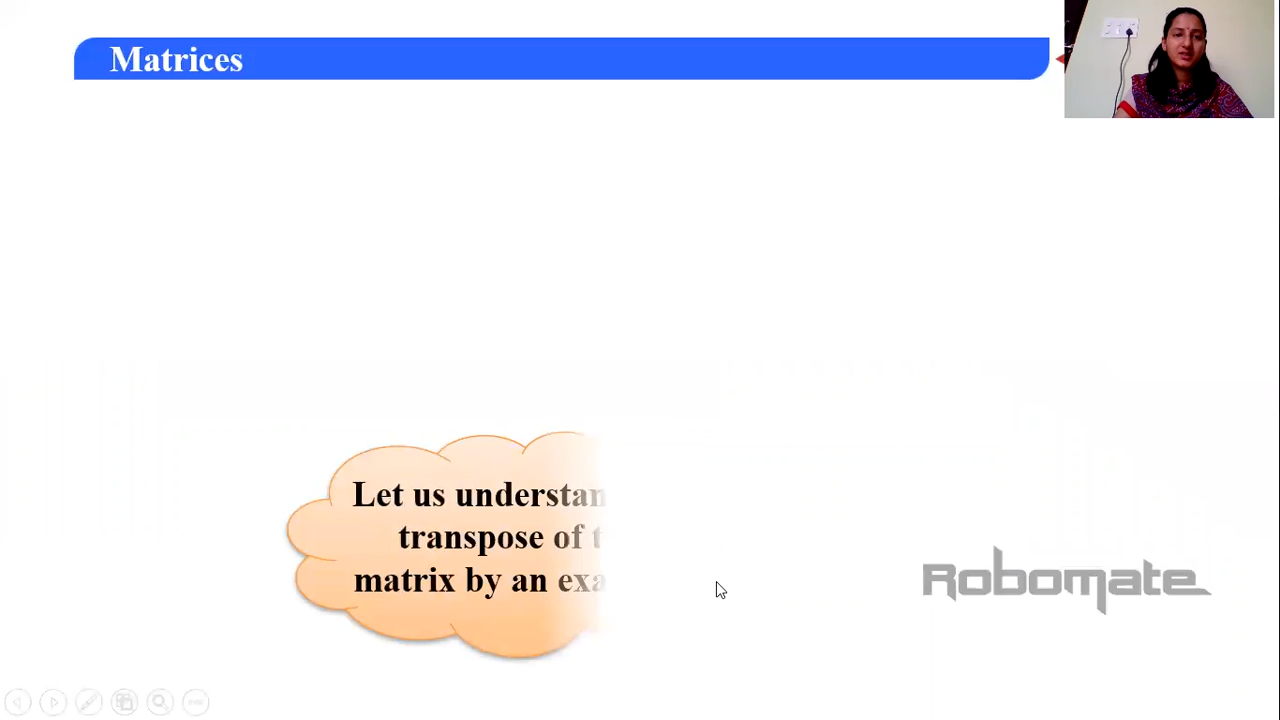 Matrices
Let us understan
transpose of t
matrix by an exa
Robomate